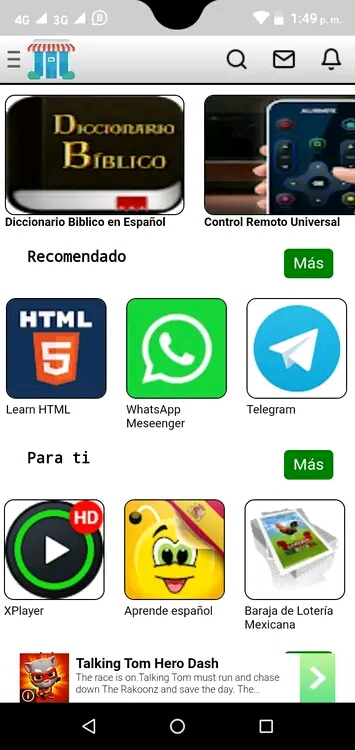 4G 3G B 1:49 p. m.
DICCIONARIO
BÍBLICO
Diccionario Biblico en Español
Control Remoto Universal
Recomendado
Más
HTML
5
Learn HTML
WhatsApp
Meseenger
Telegram
Para ti
Más
HD
XPlayer
Aprende español
Baraja de Lotería
Mexicana
Talking Tom Hero Dash
The race is on.Talking Tom must run and chase
down The Rakoonz and save the day. The...